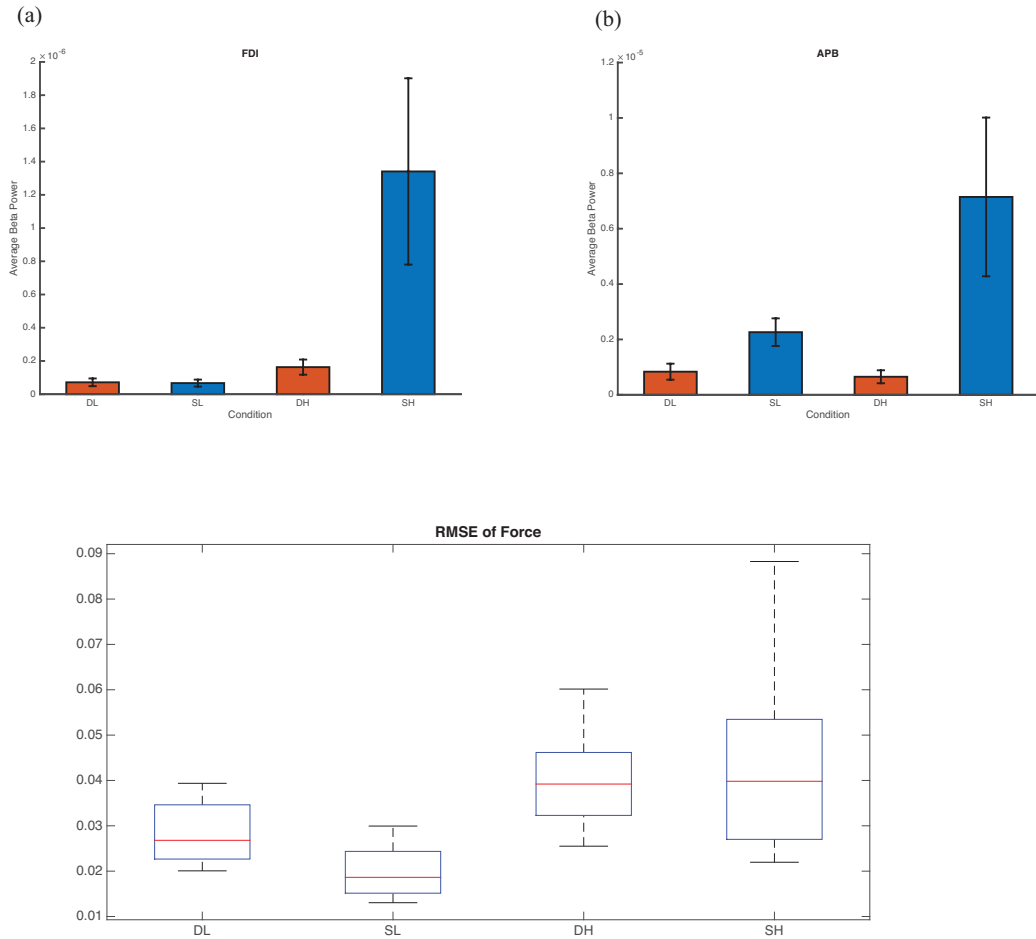 (a)
(b)
×10⁻⁶
FDI
2
1.8
1.6
1.4
1.2
1
0.8
0.6
0.4
0.2
0
Average Beta Power
DL SL DH SH
Condition
×10⁻⁵
APB
1.2
1
0.8
0.6
0.4
0.2
0
Average Beta Power
DL SL DH SH
Condition
RMSE of Force
0.09
0.08
0.07
0.06
0.05
0.04
0.03
0.02
0.01
DL SL DH SH